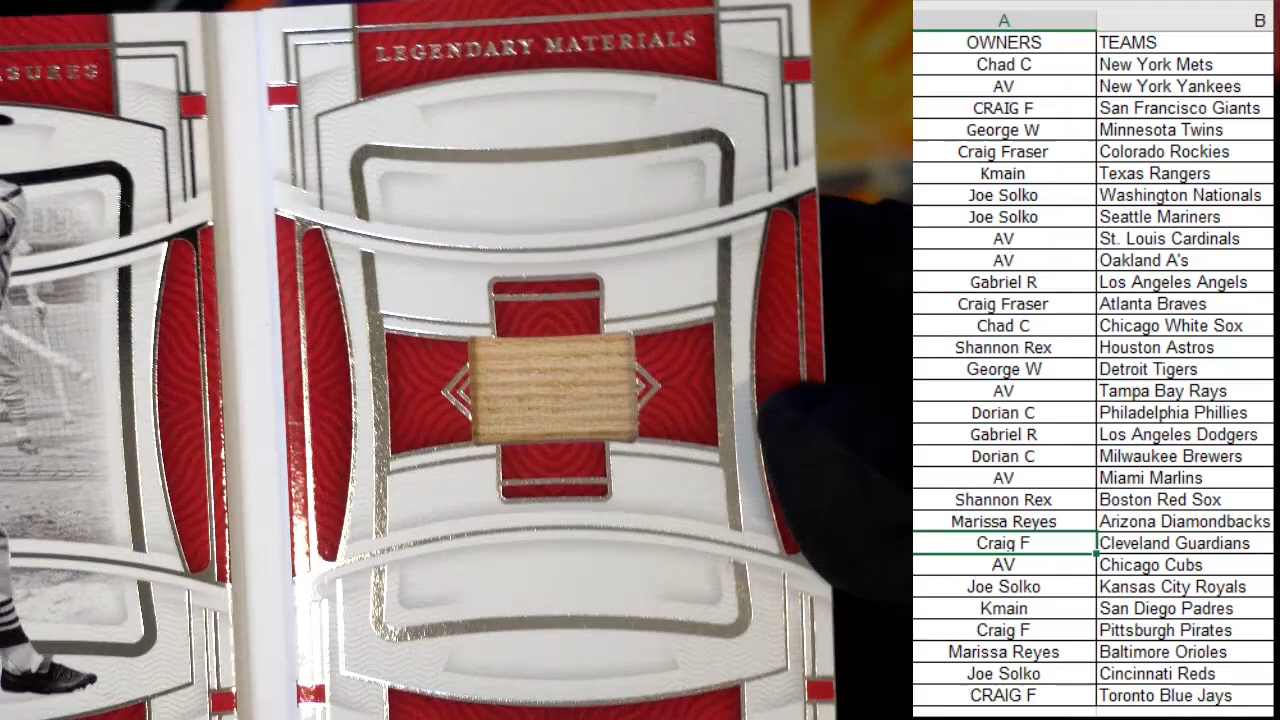 GURES
LEGENDARY MATERIALS
A B
OWNERS TEAMS
Chad C New York Mets
AV New York Yankees
CRAIG F San Francisco Giants
George W Minnesota Twins
Craig Fraser Colorado Rockies
Kmain Texas Rangers
Joe Solko Washington Nationals
Joe Solko Seattle Mariners
AV St. Louis Cardinals
AV Oakland A's
Gabriel R Los Angeles Angels
Craig Fraser Atlanta Braves
Chad C Chicago White Sox
Shannon Rex Houston Astros
George W Detroit Tigers
AV Tampa Bay Rays
Dorian C Philadelphia Phillies
Gabriel R Los Angeles Dodgers
Dorian C Milwaukee Brewers
AV Miami Marlins
Shannon Rex Boston Red Sox
Marissa Reyes Arizona Diamondbacks
Craig F Cleveland Guardians
AV Chicago Cubs
Joe Solko Kansas City Royals
Kmain San Diego Padres
Craig F Pittsburgh Pirates
Marissa Reyes Baltimore Orioles
Joe Solko Cincinnati Reds
CRAIG F Toronto Blue Jays